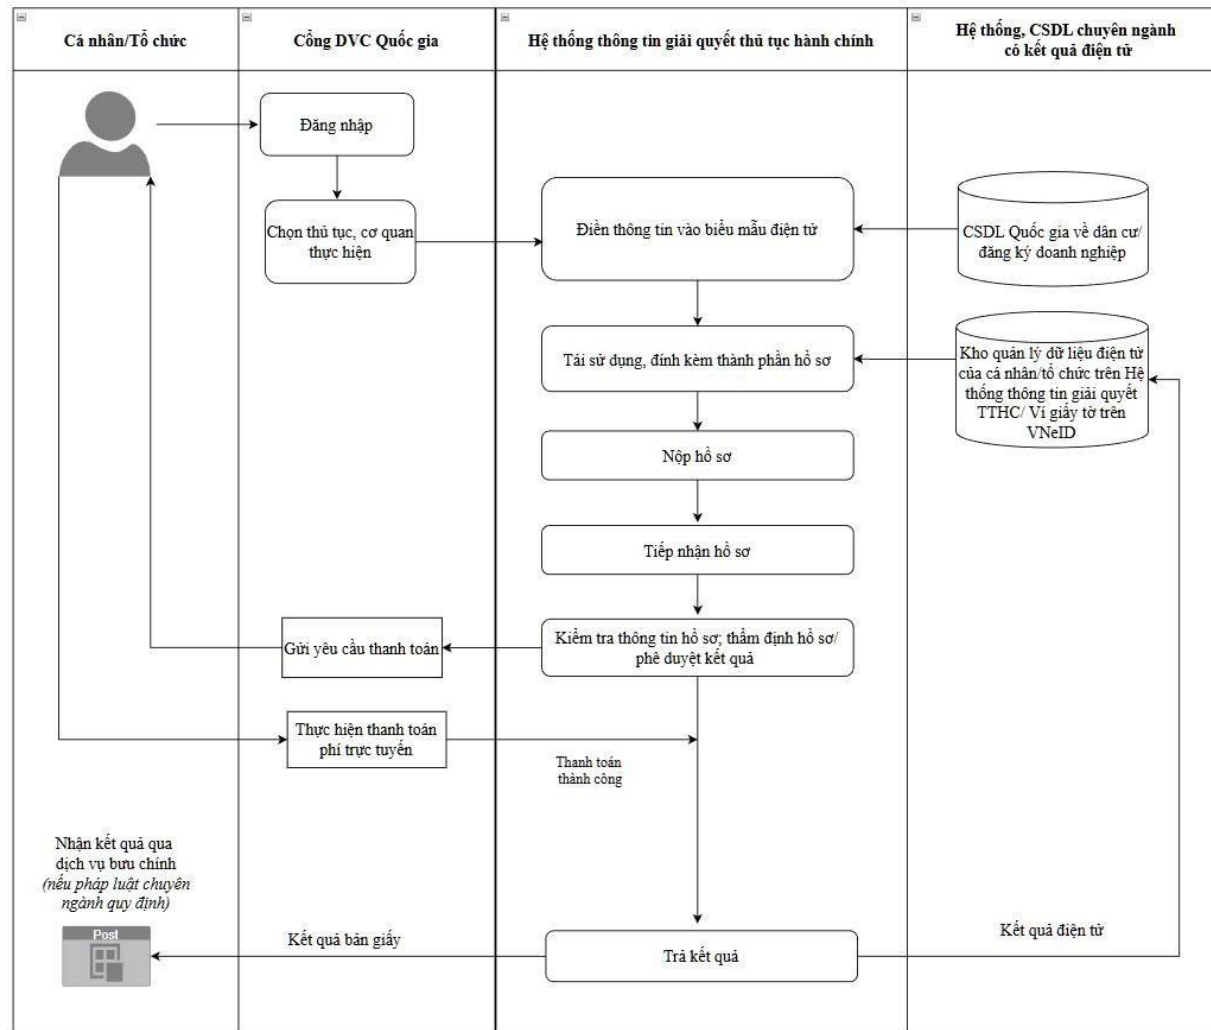 Cá nhân/Tổ chức
Cổng DVC Quốc gia
Hệ thống thông tin giải quyết thủ tục hành chính
Hệ thống, CSDL chuyên ngành
có kết quả điện tử
Đăng nhập
Chọn thủ tục, cơ quan
thực hiện
Điền thông tin vào biểu mẫu điện tử
CSDL Quốc gia về dân cư/
đăng ký doanh nghiệp
Tái sử dụng, đính kèm thành phần hồ sơ
Kho quản lý dữ liệu điện tử
của cá nhân/tổ chức trên Hệ
thống thông tin giải quyết
TTHC/ Ví giấy tờ trên
VNeID
Nộp hồ sơ
Tiếp nhận hồ sơ
Gửi yêu cầu thanh toán
Kiểm tra thông tin hồ sơ; thẩm định hồ sơ/
phê duyệt kết quả
Thực hiện thanh toán
phí trực tuyến
Thanh toán
thành công
Nhận kết quả qua
dịch vụ bưu chính
(nếu pháp luật chuyên
ngành quy định)
Post
Kết quả bản giấy
Trả kết quả
Kết quả điện tử